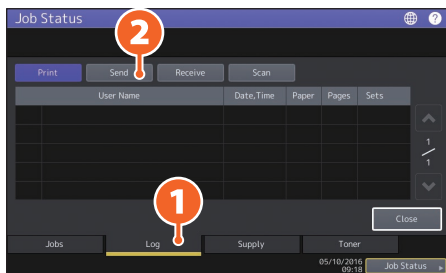 Job Status ?
2
Print Send Receive Scan
User Name Date,Time Paper Pages Sets
1
1
1
Close
Jobs Log Supply Toner
05/10/2016
09:18 Job Status